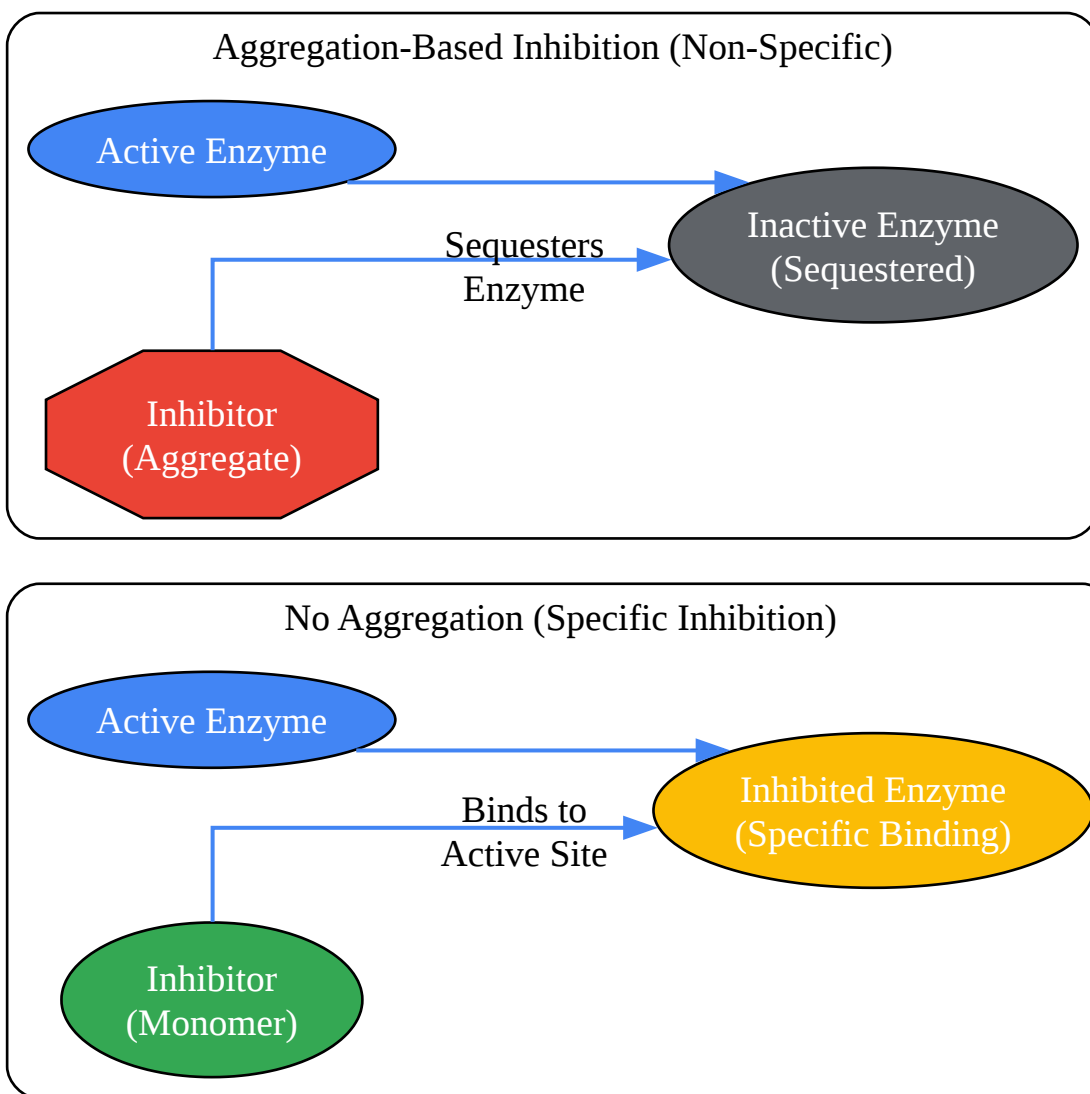 Aggregation-Based Inhibition (Non-Specific)
Active Enzyme
Inactive Enzyme
(Sequestered)
Sequesters
Enzyme
Inhibitor
(Aggregate)
No Aggregation (Specific Inhibition)
Active Enzyme
Inhibited Enzyme
(Specific Binding)
Binds to
Active Site
Inhibitor
(Monomer)